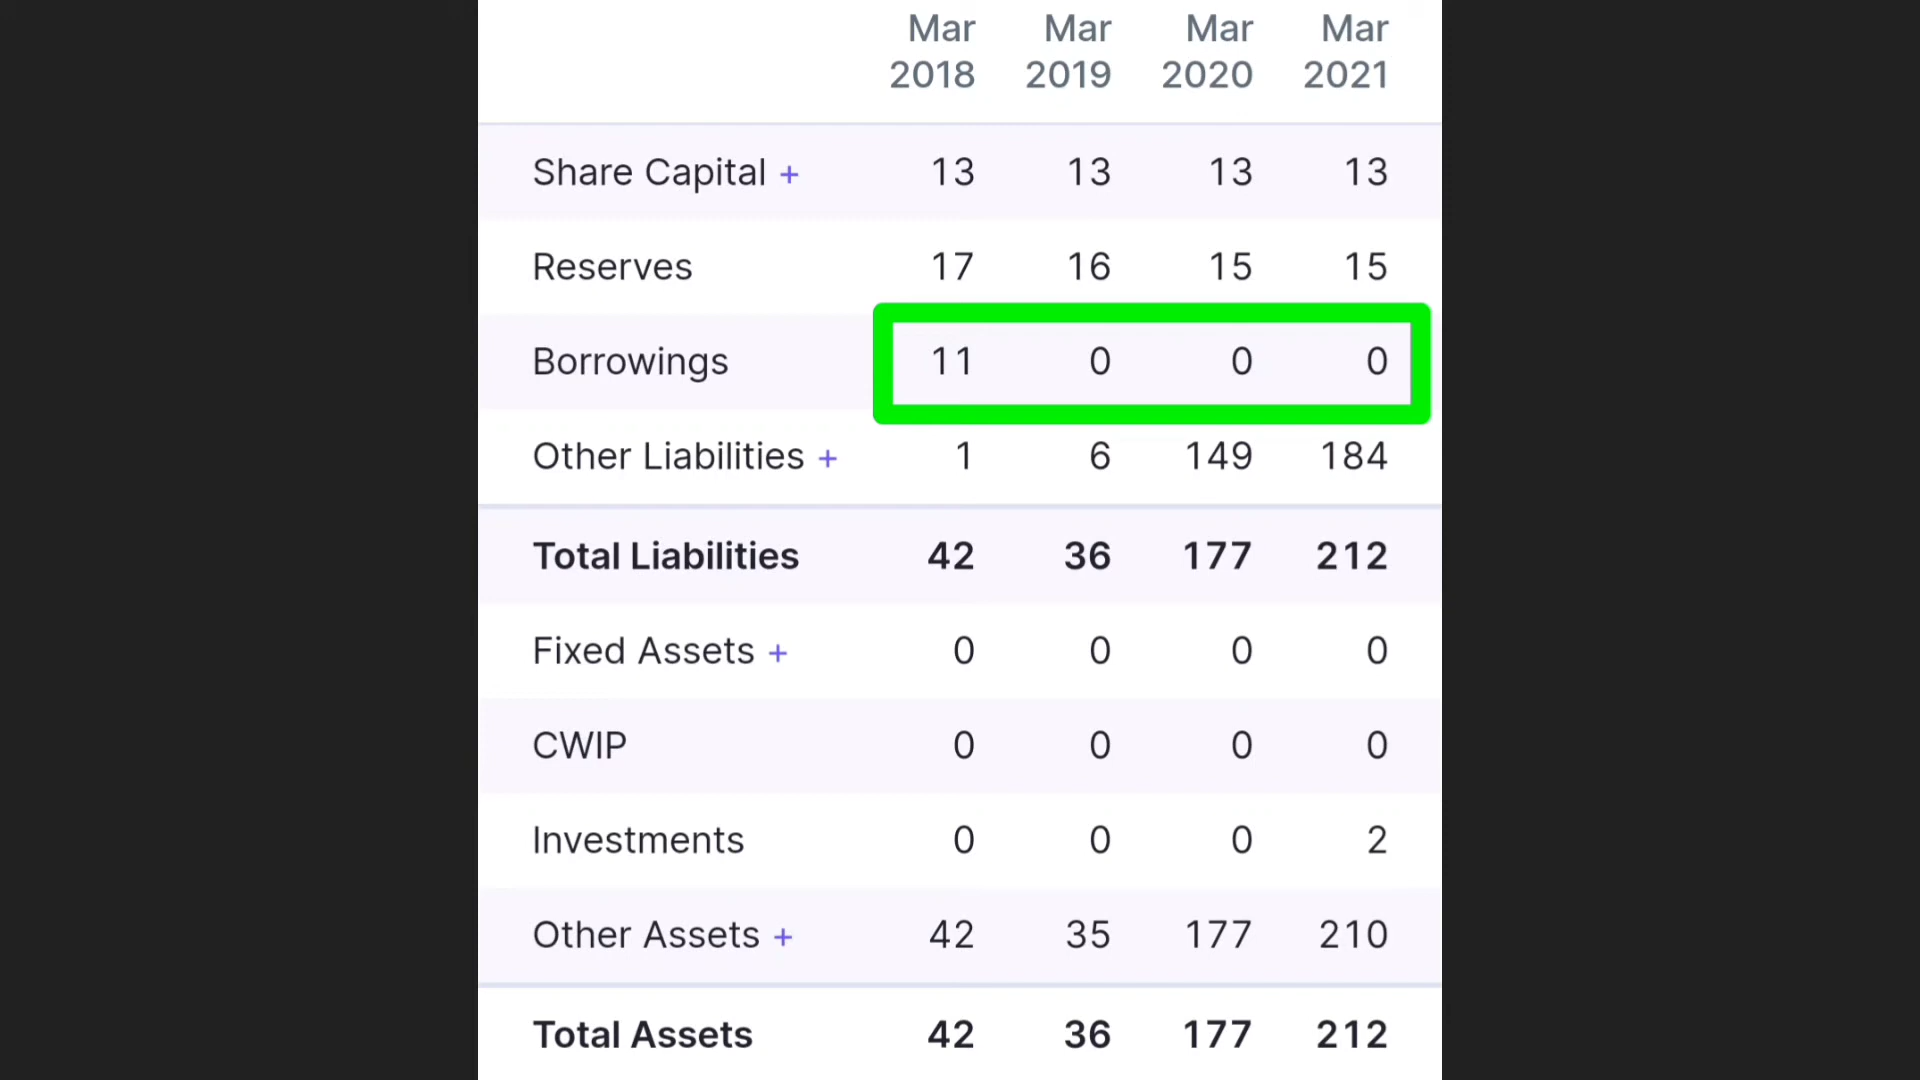 Mar Mar Mar Mar
2018 2019 2020 2021
Share Capital + 13 13 13 13
Reserves 17 16 15 15
Borrowings 11 0 0 0
Other Liabilities + 1 6 149 184
Total Liabilities 42 36 177 212
Fixed Assets + 0 0 0 0
CWIP 0 0 0 0
Investments 0 0 0 2
Other Assets + 42 35 177 210
Total Assets 42 36 177 212